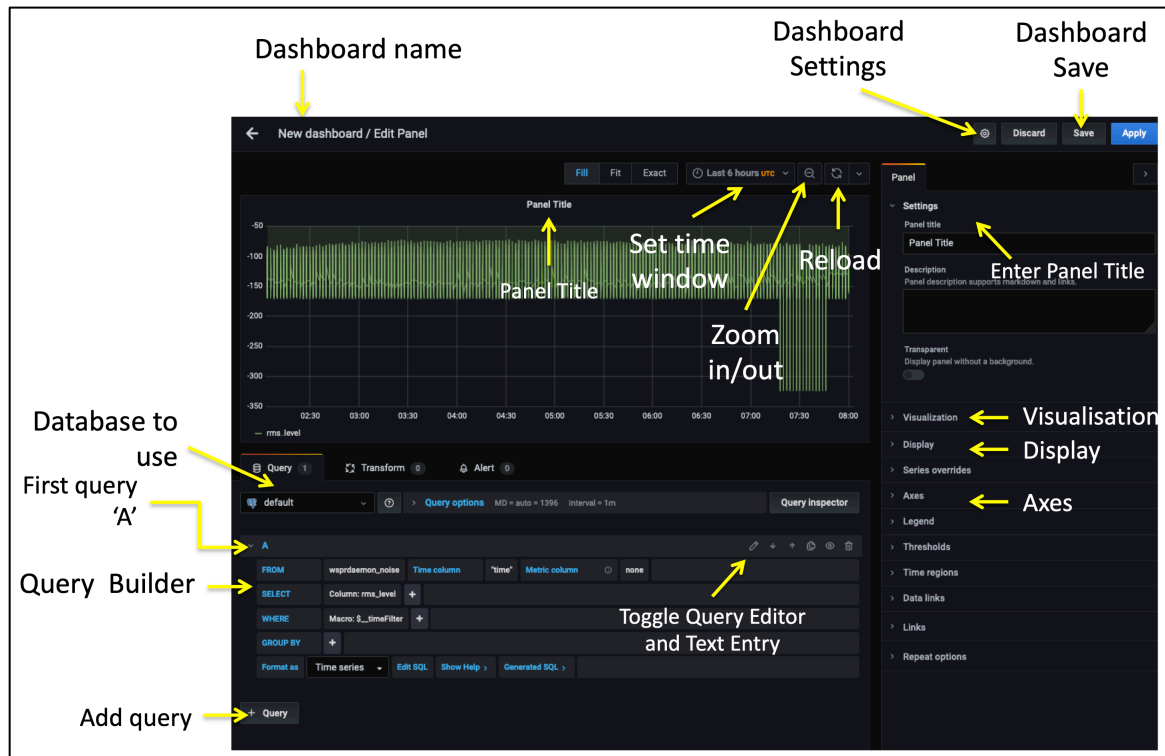 Dashboard name
Dashboard
Settings
Dashboard
Save
New dashboard / Edit Panel
Discard
Save
Apply
Fill
Fit
Exact
Last 6 hours UTC
Panel
Panel Title
Settings
Panel title
Panel Title
Enter Panel Title
Description
Panel description supports markdown and links.
Transparent
Display panel without a background.
-50
-100
-150
-200
-250
-300
-350
Panel Title
Set time
window
Reload
Zoom
in/out
02:30
03:00
03:30
04:00
04:30
05:00
05:30
06:00
06:30
07:00
07:30
08:00
rms_level
Visualization
Visualisation
Display
Display
Series overrides
Axes
Axes
Legend
Thresholds
Time regions
Data links
Links
Repeat options
Database to
use
Query 1
Transform 0
Alert 0
First query
‘A’
default
Query options MD = auto = 1396 Interval = 1m
Query inspector
A
Query Builder
FROM wsprdaemon_noise Time column "time" Metric column none
SELECT Column: rms_level +
WHERE Macro: $__timeFilter +
GROUP BY +
Format as Time series Edit SQL Show Help > Generated SQL >
Toggle Query Editor
and Text Entry
Add query
+ Query